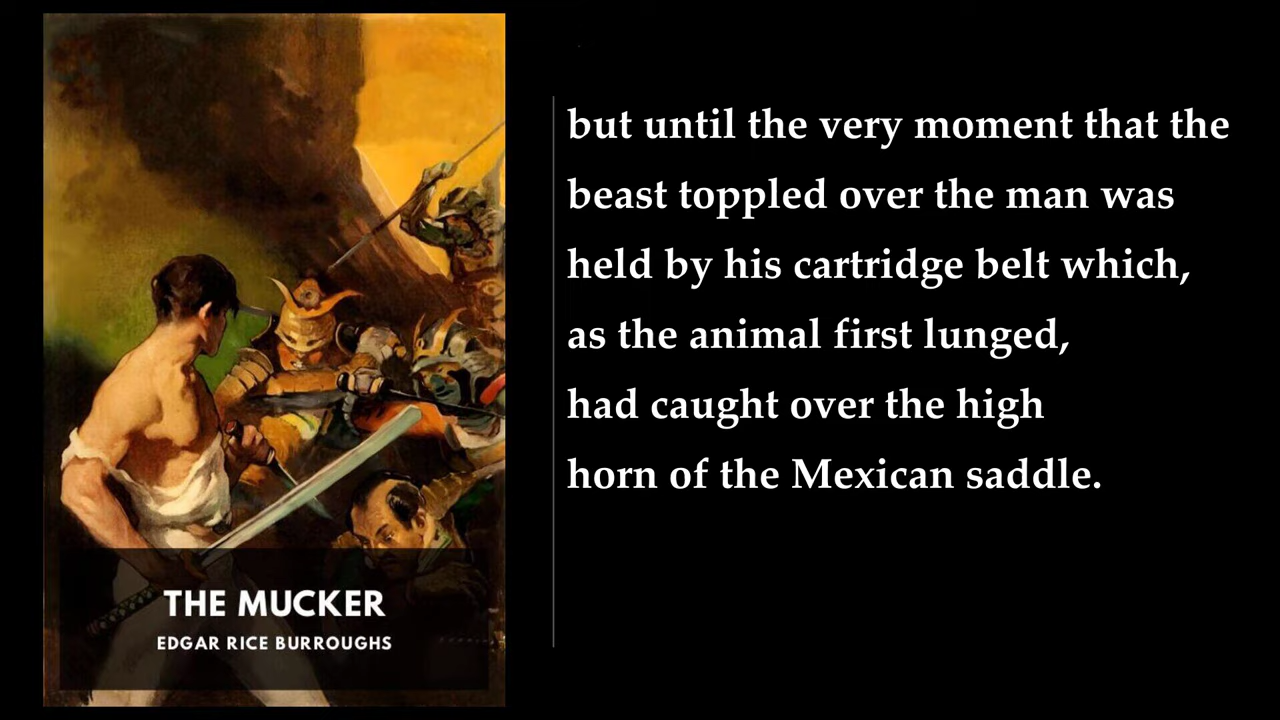 but until the very moment that the
beast toppled over the man was
held by his cartridge belt which,
as the animal first lunged,
had caught over the high
horn of the Mexican saddle.
THE MUCKER
EDGAR RICE BURROUGHS